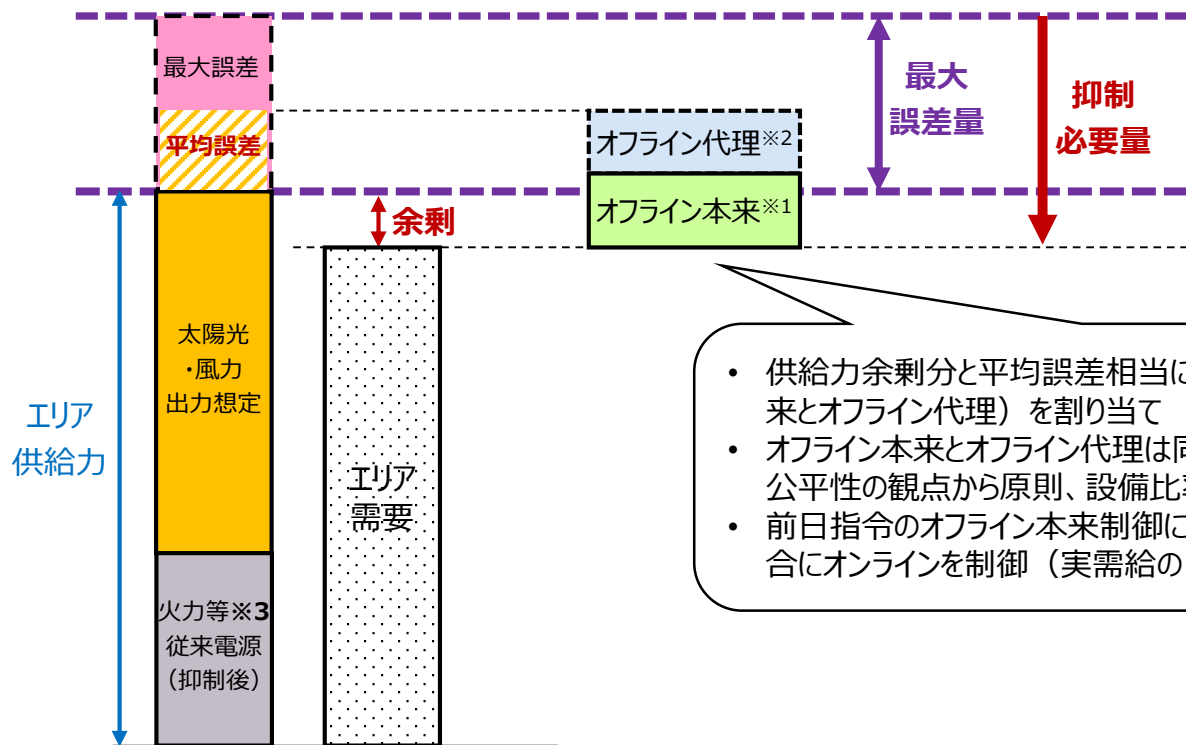 最大誤差
平均誤差
太陽光
・風力
出力想定
火力等※3
従来電源
（抑制後）
エリア
供給力
余剰
エリア
需要
オフライン代理※2
オフライン本来※1
最大
誤差量
抑制
必要量
• 供給力余剰分と平均誤差相当に
来とオフライン代理）を割り当て
• オフライン本来とオフライン代理は同
公平性の観点から原則、設備比率
• 前日指令のオフライン本来制御に
合にオンラインを制御（実需給の